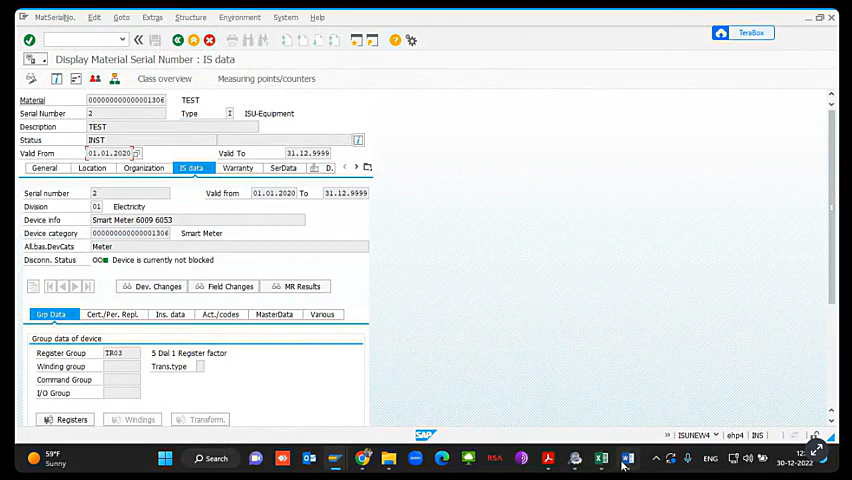 MatSerialNo. Edit Goto Extras Structure Environment System Help
TeraBox
Display Material Serial Number : IS data
Class overview Measuring points/counters
Material 000000000000001306 TEST
Serial Number 2 Type I ISU-Equipment
Description TEST
Status INST
Valid From 01.01.2020 Valid To 31.12.9999
General Location Organization IS data Warranty SerData D.
Serial number 2 Valid from 01.01.2020 To 31.12.9999
Division 01 Electricity
Device info Smart Meter 6009 6053
Device category 000000000000001306 Smart Meter
All.bas.DevCats Meter
Disconn. Status Device is currently not blocked
Dev. Changes Field Changes MR Results
Grp Data Cert./Per. Repl. Ins. data Act./codes MasterData Various
Group data of device
Register Group TR03 5 Dial 1 Register factor
Winding group Trans.type
Command Group
I/O Group
Registers Windings Transform.
SAP ISUNEW4 ehp4 INS
59°F
Sunny
Search
RSA
ENG
30-12-2022